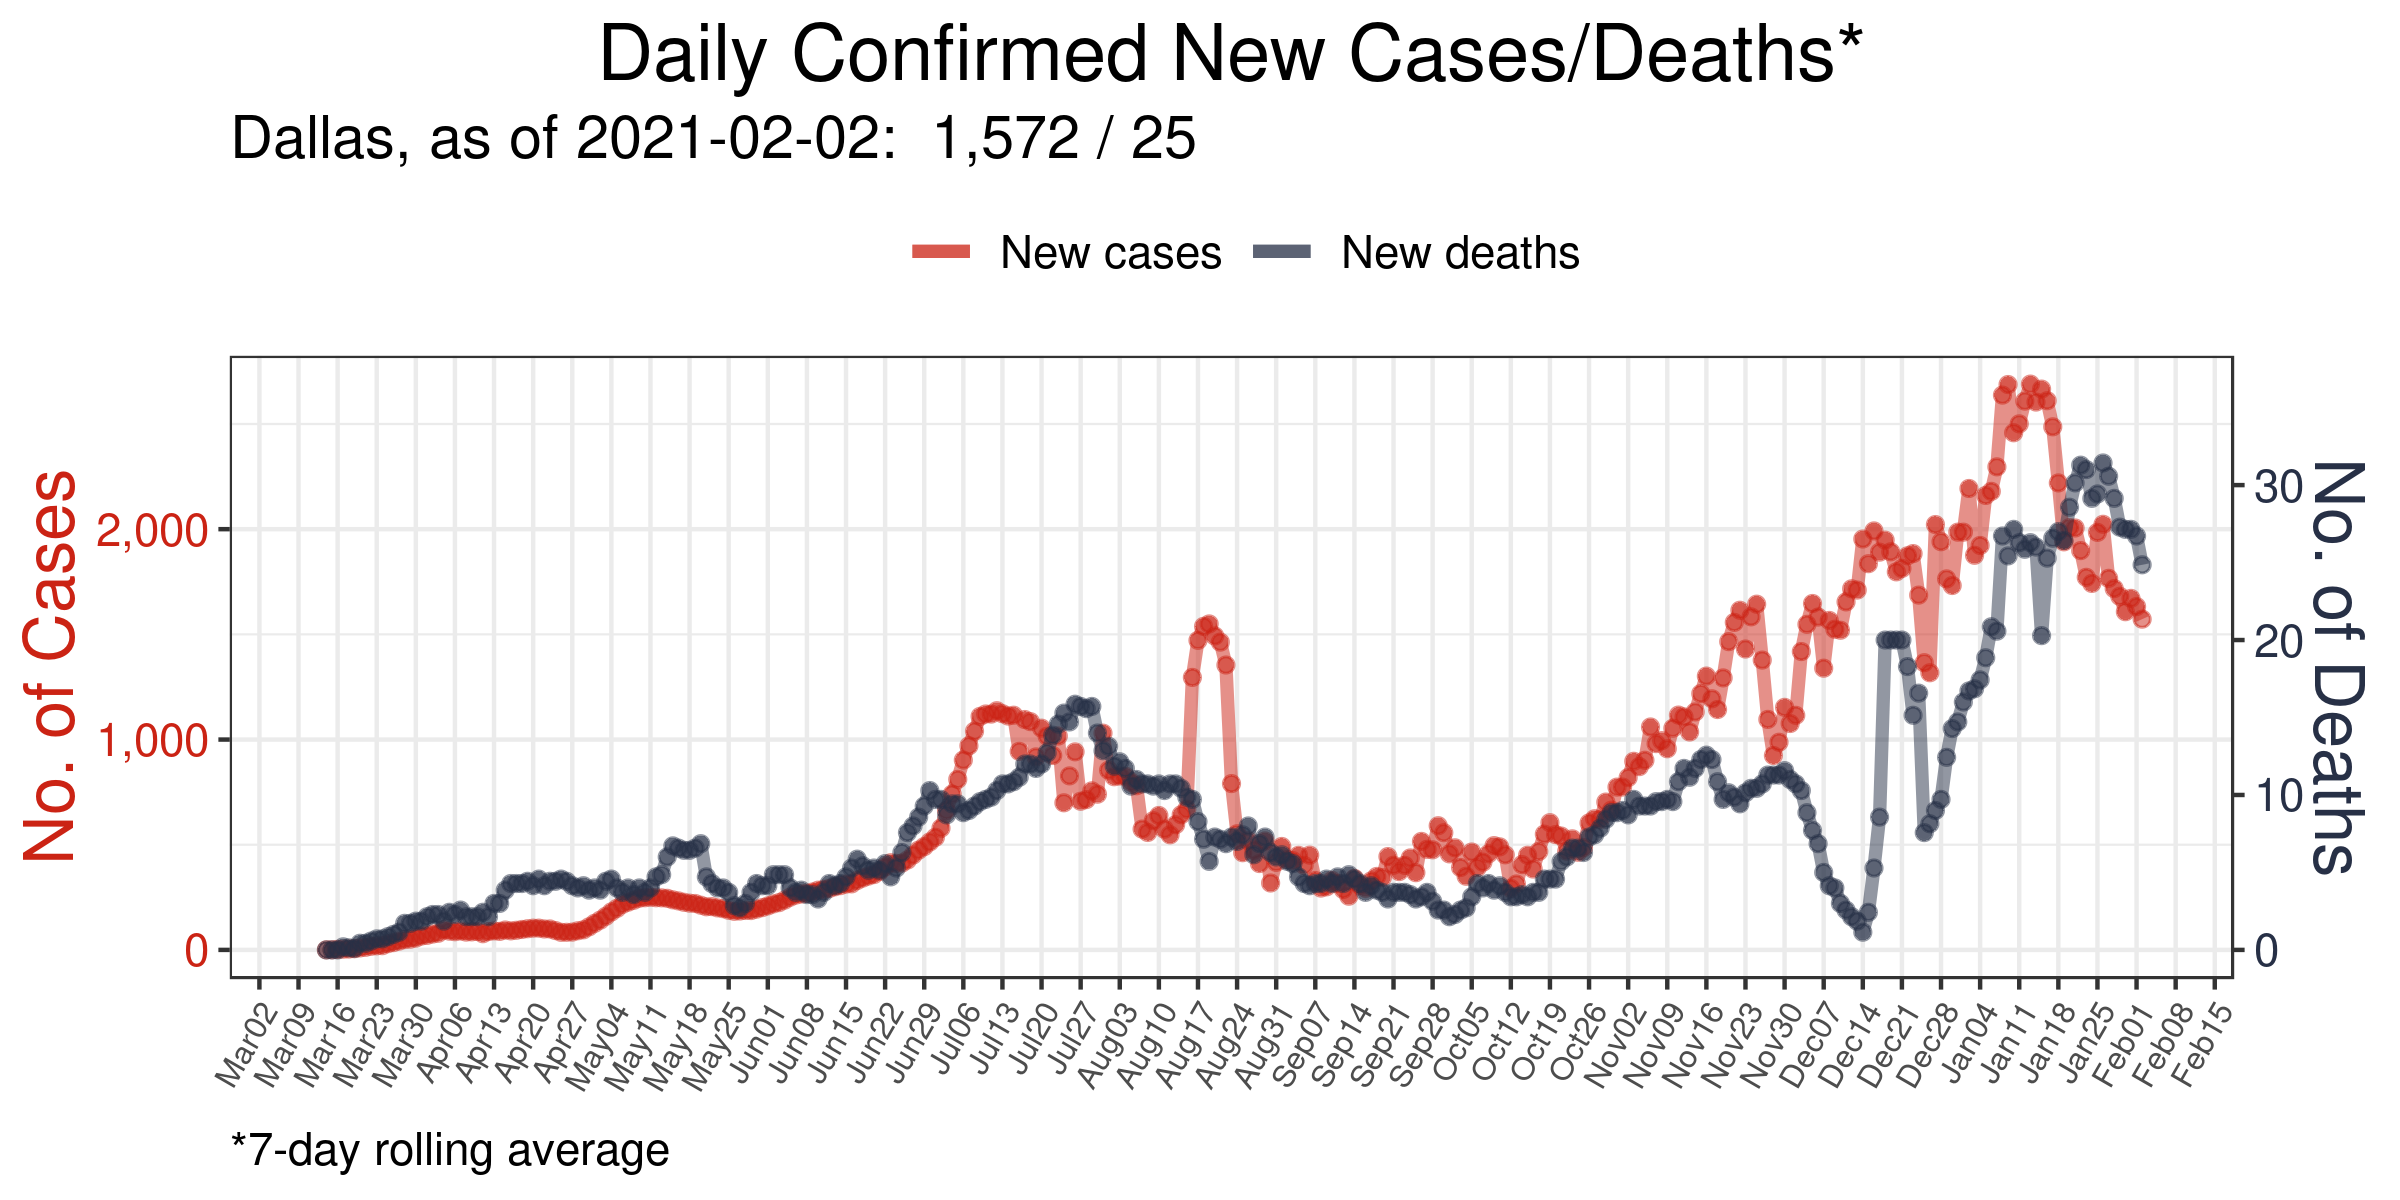 Daily Confirmed New Cases/Deaths*
Dallas, as of 2021-02-02:  1,572 / 25
New cases
New deaths
No. of Cases
2,000
1,000
0
No. of Deaths
30
20
10
0
Mar02
Mar09
Mar16
Mar23
Mar30
Apr06
Apr13
Apr20
Apr27
May04
May11
May18
May25
Jun01
Jun08
Jun15
Jun22
Jun29
Jul06
Jul13
Jul20
Jul27
Aug03
Aug10
Aug17
Aug24
Aug31
Sep07
Sep14
Sep21
Sep28
Oct05
Oct12
Oct19
Oct26
Nov02
Nov09
Nov16
Nov23
Nov30
Dec07
Dec14
Dec21
Dec28
Jan04
Jan11
Jan18
Jan25
Feb01
Feb08
Feb15
*7-day rolling average